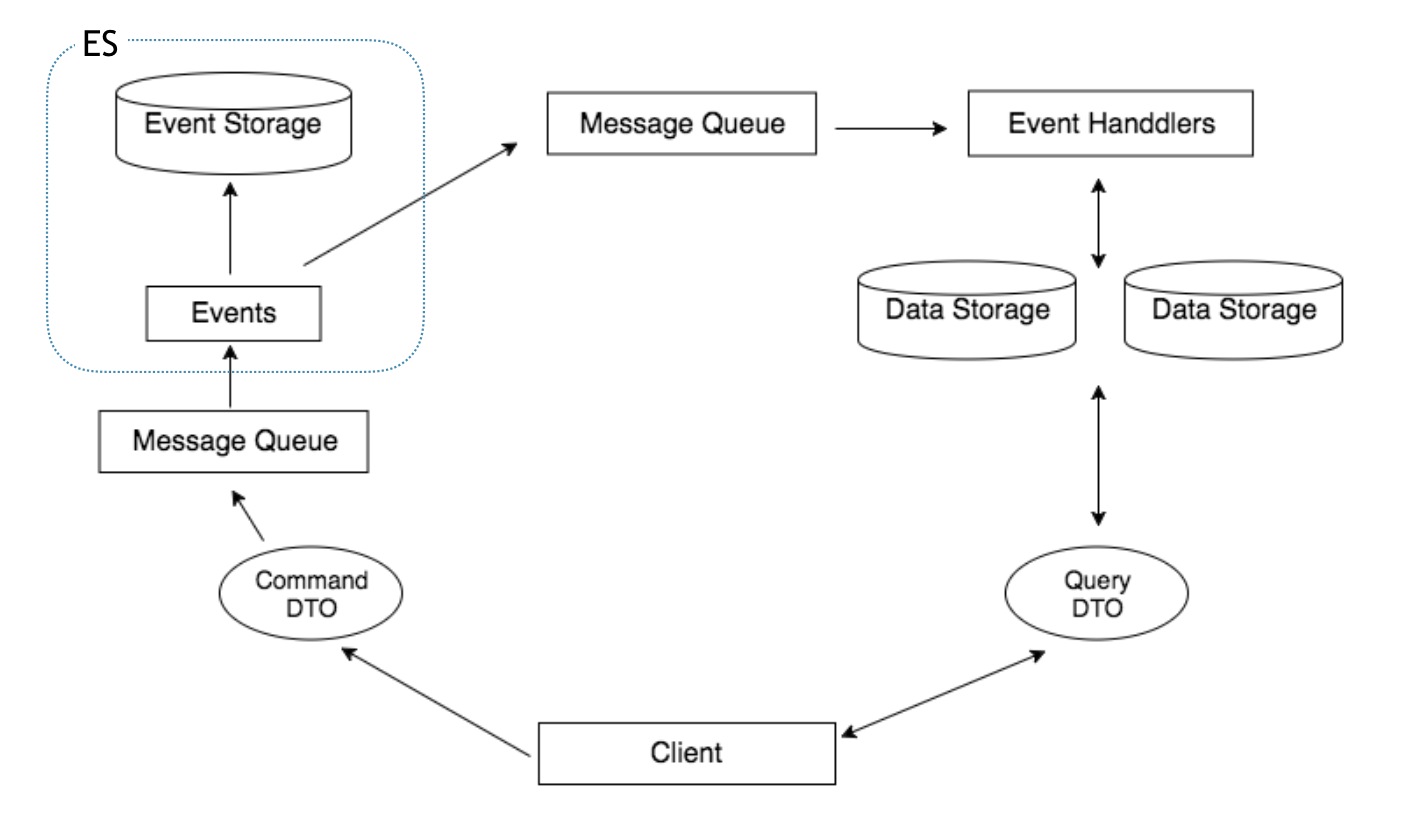 ES
Event Storage
Message Queue
Event Handdlers
Events
Data Storage
Data Storage
Message Queue
Command
DTO
Query
DTO
Client